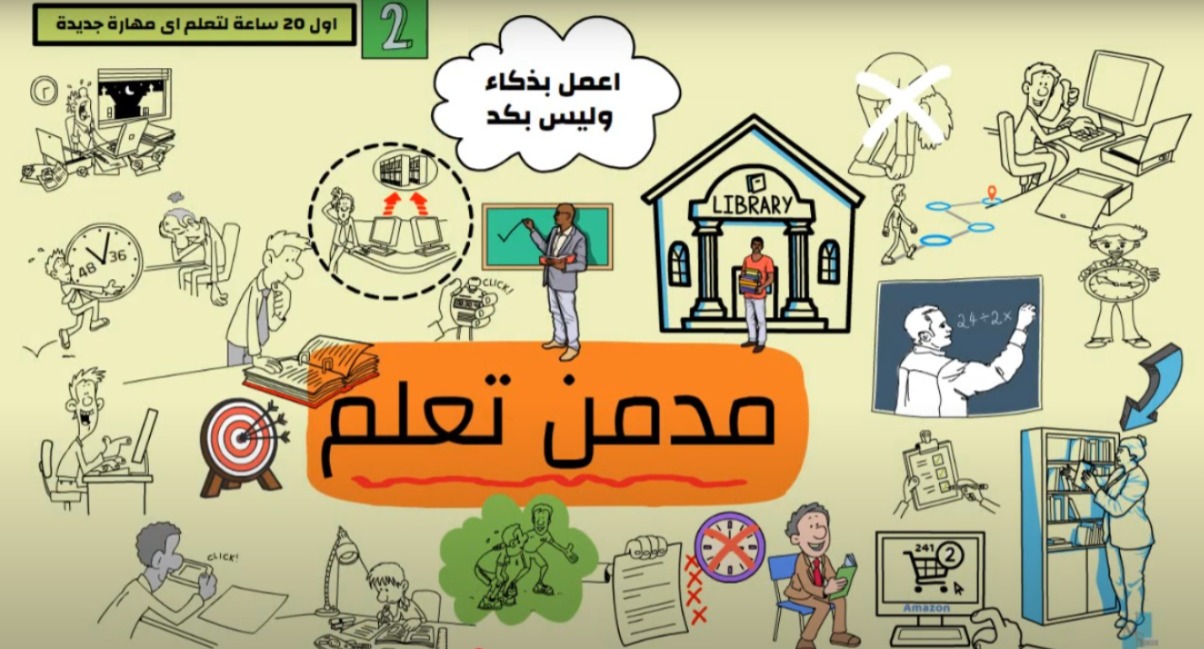 اول 20 ساعة لتعلم اى مهارة جديدة
2
اعمل بذكاء
وليس بكد
LIBRARY
48
36
CLICK!
24÷2×
مدمن تعلم
CLICK!
241
2
Amazon